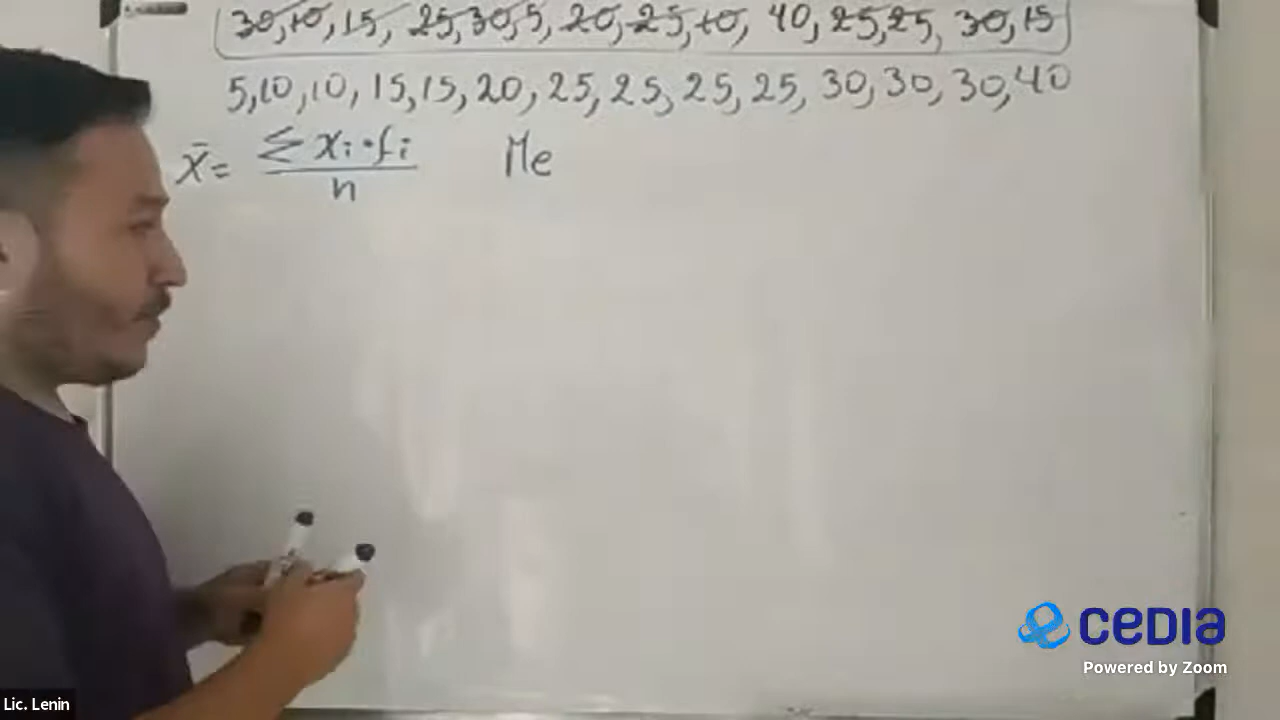 30, 10, 15, 25, 30, 5, 20, 25, 10, 40, 25, 25, 30, 15
5, 10, 10, 15, 15, 20, 25, 25, 25, 25, 30, 30, 30, 40
x̄ = Σ xi · fi / n Me
CEDIA
Powered by Zoom
Lic. Lenin